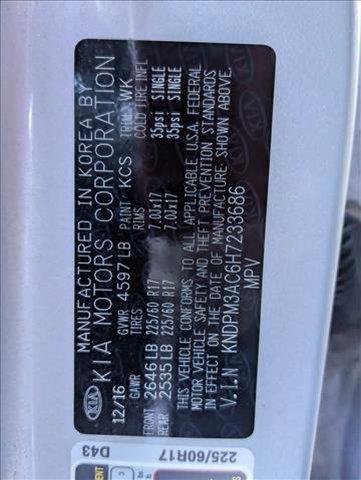 KIA
MANUFACTURED IN KOREA BY
KIA MOTORS CORPORATION
12/16 GVWR 4597LB PAINT KCS TRIM WK
GAWR TIRES RIMS COLD TIRE INFL
FRONT 2646LB 225/60 R17 7.0JX17 35psi SINGLE
REAR 2535LB 225/60 R17 7.0JX17 35psi SINGLE
THIS VEHICLE CONFORMS TO ALL APPLICABLE U.S.A. FEDERAL
MOTOR VEHICLE SAFETY AND THEFT PREVENTION STANDARDS
IN EFFECT ON THE DATE OF MANUFACTURE SHOWN ABOVE.
V.I.N KNDPM3AC6H7233686
MPV
D43
225/60R17